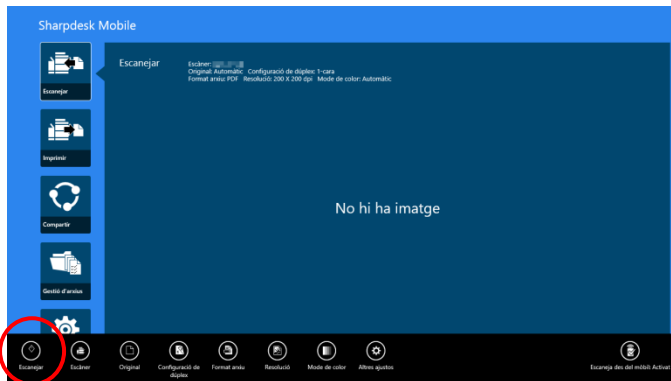 Sharpdesk Mobile
Escanejar
Escàner:
Original: Automàtic Configuració de dúplex: 1-cara
Format arxiu: PDF Resolució: 200 X 200 dpi Mode de color: Automàtic
Escanejar
Imprimir
Compartir
Gestió d'arxius
No hi ha imatge
Escanejar
Escàner
Original
Configuració de dúplex
Format arxiu
Resolució
Mode de color
Altres ajustos
Escaneja des del mòbil: Activat